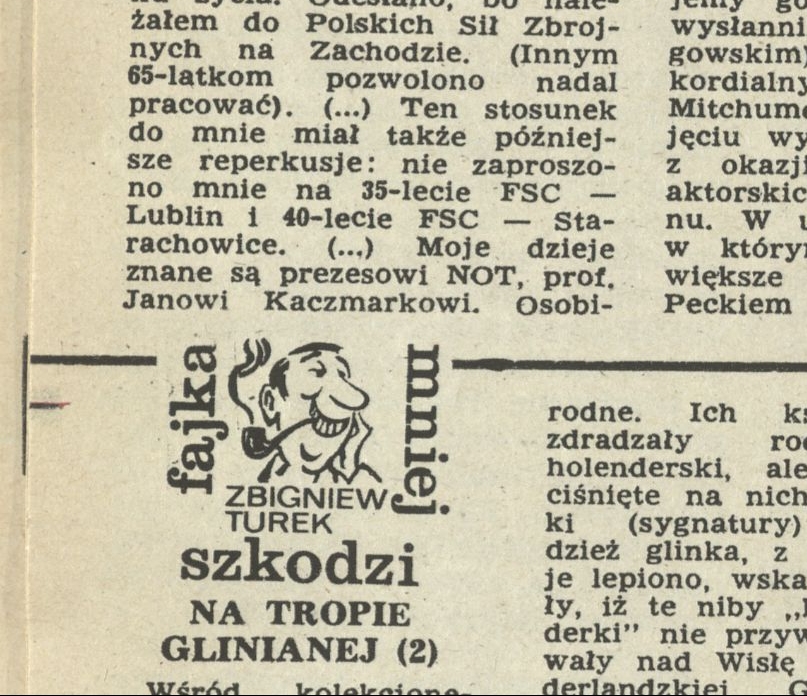 żałem do Polskich Sił Zbroj-
nych na Zachodzie. (Innym
65-latkom pozwolono nadal
pracować). (...) Ten stosunek
do mnie miał także później-
sze reperkusje: nie zaproszo-
no mnie na 35-lecie FSC —
Lublin i 40-lecie FSC — Sta-
rachowice. (...) Moje dzieje
znane są prezesowi NOT, prof.
Janowi Kaczmarkowi. Osobi-
wysłanni
gowskim)
kordialny
Mitchum
jęciu wy
z okazji
aktorskic
nu. W
w który
większe
Peckiem
fajka
mniej
ZBIGNIEW
TUREK
szkodzi
NA TROPIE
GLINIANEJ (2)
Wśród kolekcjone-
rodne. Ich
zdradzały
holenderski, ale
ciśnięte na nich
ki (sygnatury)
dzież glinka, z
je lepiono, wska
ły, iż te niby „
derki" nie przyw
wały nad Wisłę
derlandzkiej